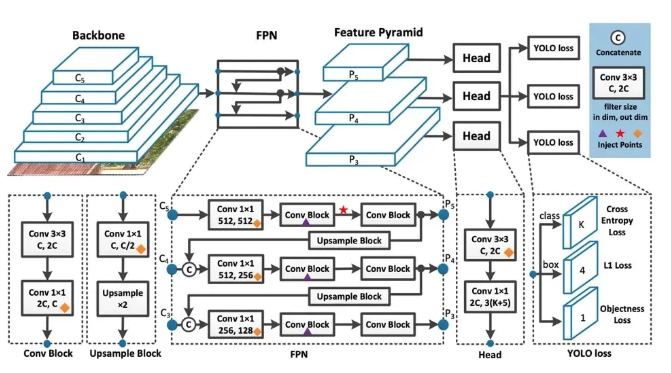 Backbone
C5
C4
C3
C2
C1
FPN
Feature Pyramid
P5
P4
P3
Head
Head
Head
YOLO loss
YOLO loss
YOLO loss
C
Concatenate
Conv 3×3
C, 2C
filter size
in dim, out dim
Inject Points
Conv 3×3
C, 2C
Conv 1×1
2C, C
Conv Block
Conv 1×1
C, C/2
Upsample
×2
Upsample Block
C5
Conv 1×1
512, 512
Conv Block
Conv Block
P5
Upsample Block
C4
C
Conv 1×1
512, 256
Conv Block
Conv Block
P4
Upsample Block
C3
C
Conv 1×1
256, 128
Conv Block
Conv Block
P3
FPN
Conv 3×3
C, 2C
Conv 1×1
2C, 3(K+5)
Head
class
K
Cross
Entropy
Loss
box
4
L1 Loss
1
Objectness
Loss
YOLO loss